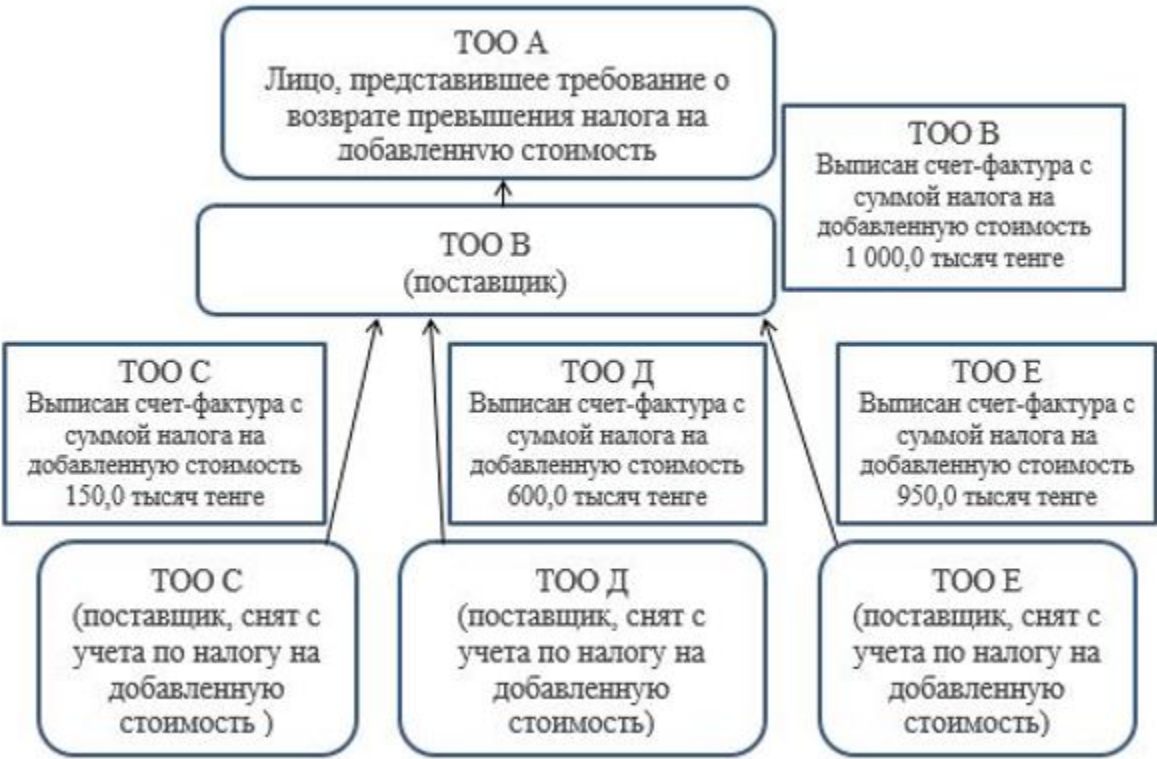 ТОО А
Лицо, представившее требование о
возврате превышения налога на
добавленную стоимость
ТОО В
Выписан счет-фактура с
суммой налога на
добавленную стоимость
1 000,0 тысяч тенге
ТОО В
(поставщик)
ТОО С
Выписан счет-фактура с
суммой налога на
добавленную стоимость
150,0 тысяч тенге
ТОО Д
Выписан счет-фактура с
суммой налога на
добавленную стоимость
600,0 тысяч тенге
ТОО Е
Выписан счет-фактура с
суммой налога на
добавленную стоимость
950,0 тысяч тенге
ТОО С
(поставщик, снят с
учета по налогу на
добавленную
стоимость )
ТОО Д
(поставщик, снят с
учета по налогу на
добавленную
стоимость)
ТОО Е
(поставщик, снят с
учета по налогу на
добавленную
стоимость)